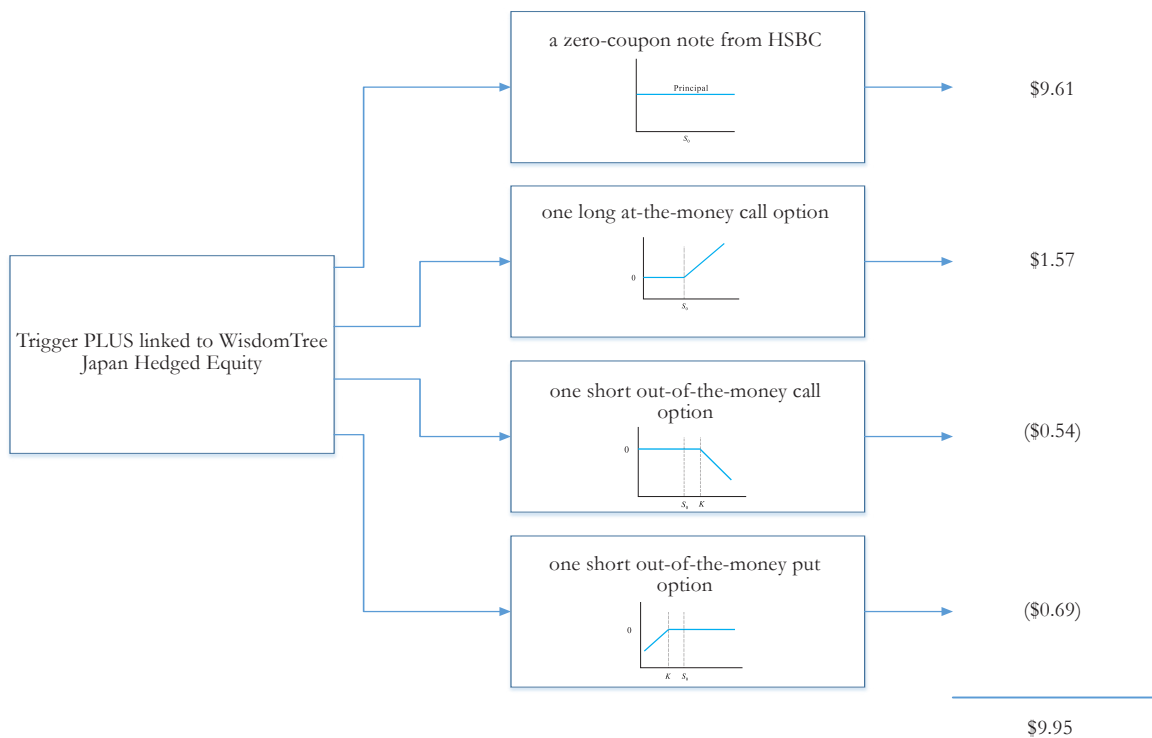 a zero-coupon note from HSBC
Principal
S0
$9.61
one long at-the-money call option
0
S0
$1.57
Trigger PLUS linked to WisdomTree
Japan Hedged Equity
one short out-of-the-money call
option
0
S0 K
($0.54)
one short out-of-the-money put
option
0
K S0
($0.69)
$9.95